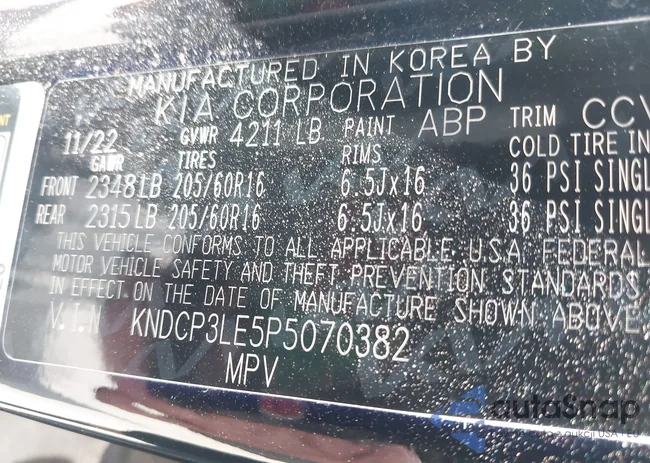 MANUFACTURED IN KOREA BY
KIA CORPORATION
11/22 GVWR 4211 LB PAINT ABP TRIM CCV
GAWR TIRES RIMS COLD TIRE IN
FRONT 2348LB 205/60R16 6.5Jx16 36 PSI SINGL
REAR 2315LB 205/60R16 6.5Jx16 36 PSI SINGL
THIS VEHICLE CONFORMS TO ALL APPLICABLE U.S.A FEDERAL
MOTOR VEHICLE SAFETY AND THEFT PREVENTION STANDARDS
IN EFFECT ON THE DATE OF MANUFACTURE SHOWN ABOVE
V.I.N KNDCP3LE5P5070382
MPV
autoSnap